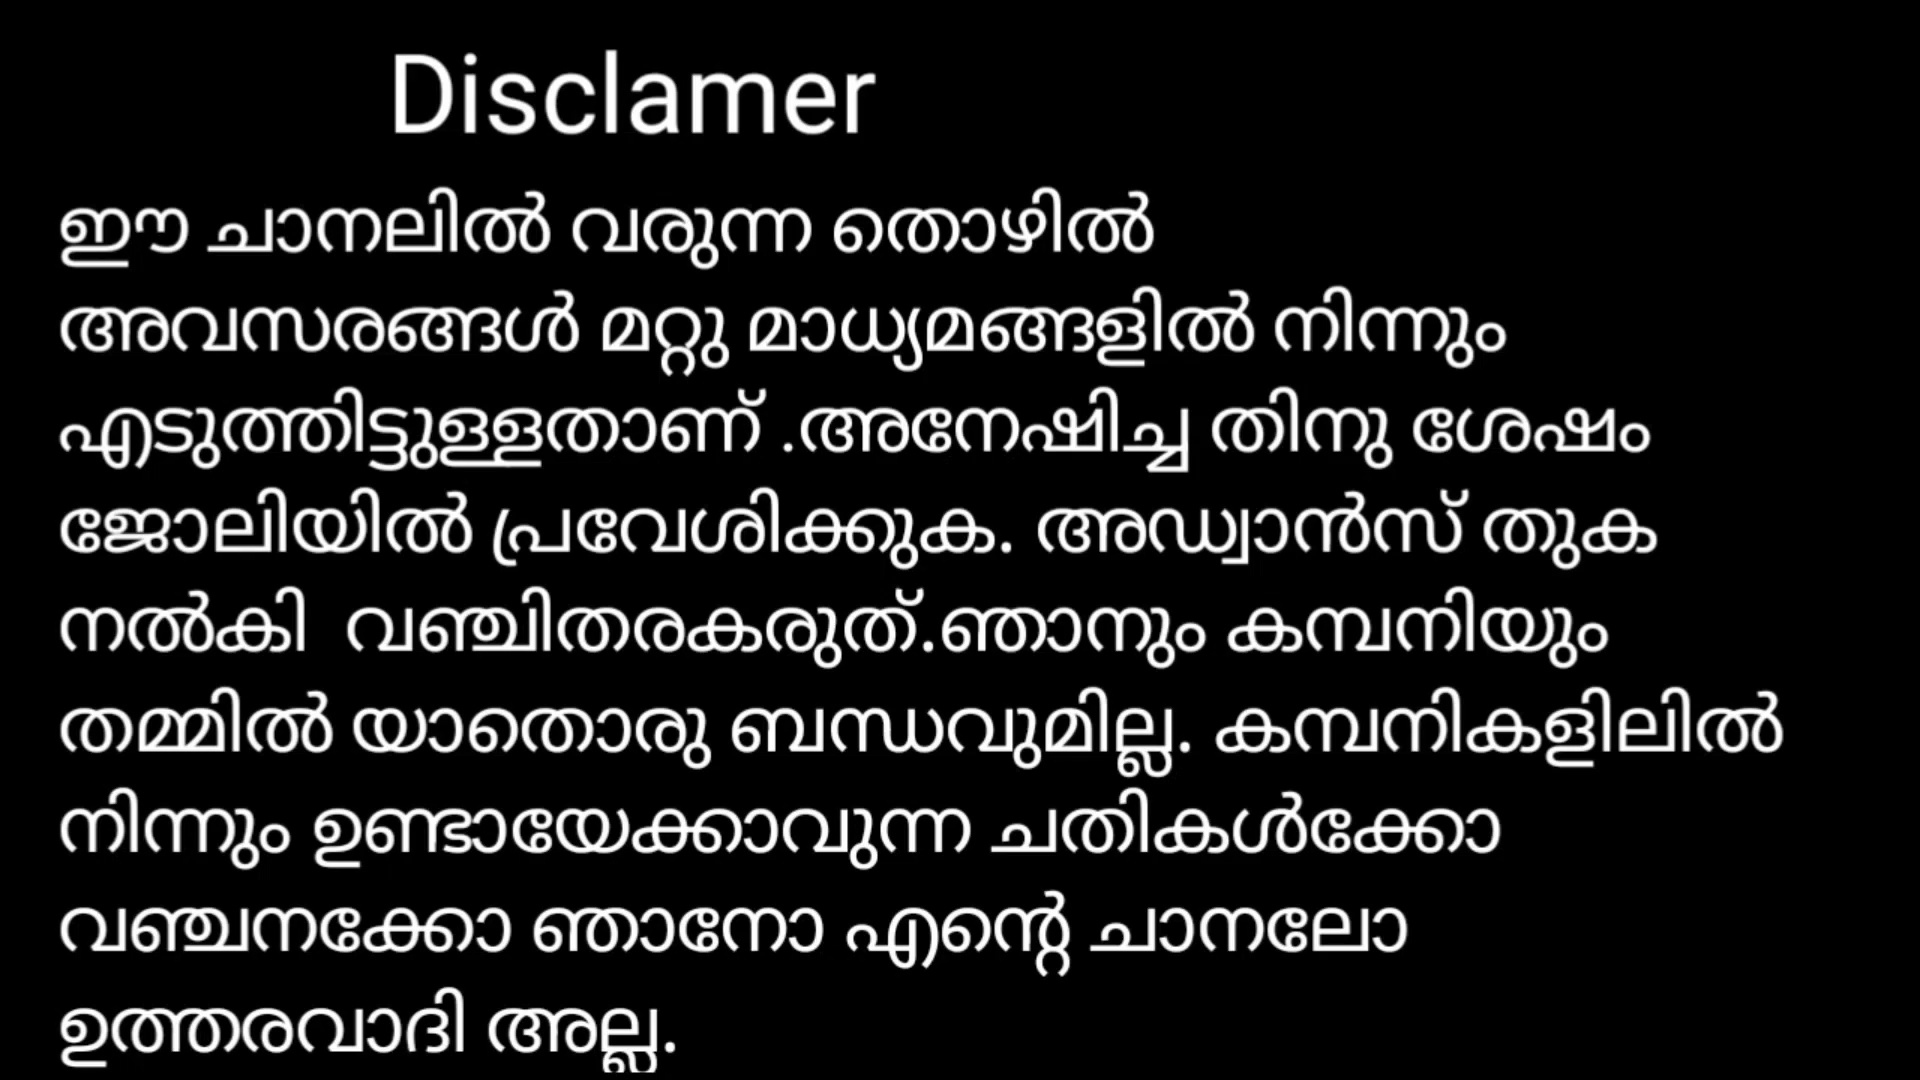 Disclamer
ഈ ചാനലിൽ വരുന്ന തൊഴിൽ
അവസരങ്ങൾ മറ്റു മാധ്യമങ്ങളിൽ നിന്നും
എടുത്തിട്ടുള്ളതാണ് .അനേഷിച്ച തിനു ശേഷം
ജോലിയിൽ പ്രവേശിക്കുക. അഡ്വാൻസ് തുക
നൽകി  വഞ്ചിതരകരുത്.ഞാനും കമ്പനിയും
തമ്മിൽ യാതൊരു ബന്ധവുമില്ല. കമ്പനികളിലിൽ
നിന്നും ഉണ്ടായേക്കാവുന്ന ചതികൾക്കോ
വഞ്ചനക്കോ ഞാനോ എന്റെ ചാനലോ
ഉത്തരവാദി അല്ല.